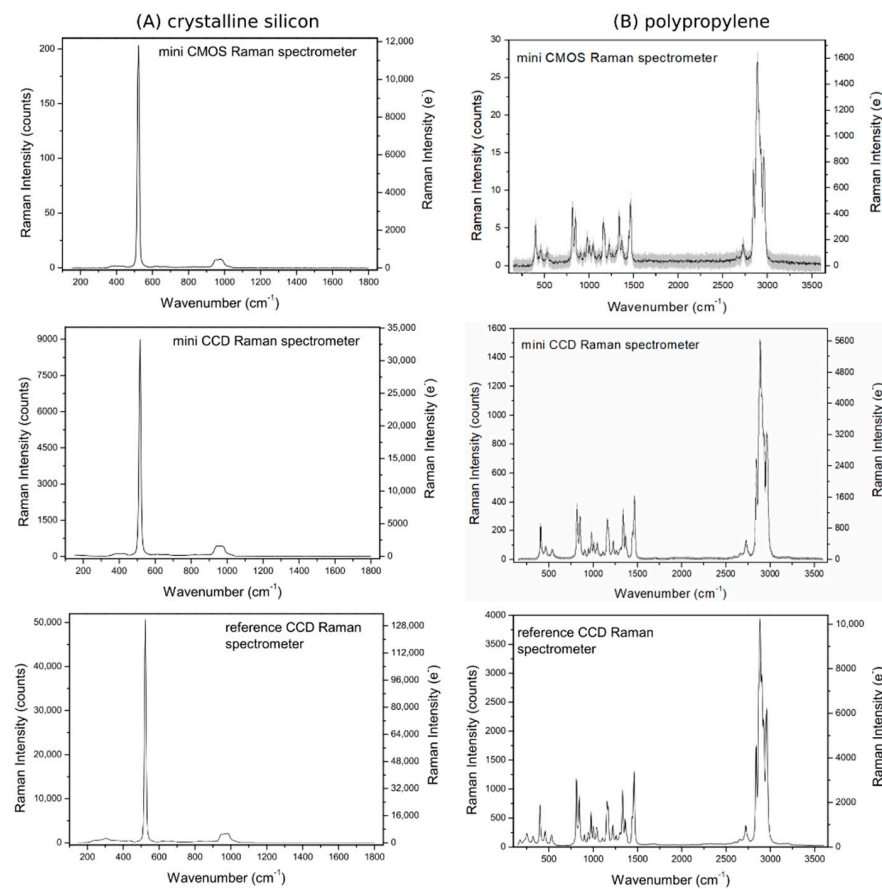 (A) crystalline silicon
(B) polypropylene
mini CMOS Raman spectrometer
Raman Intensity (counts)
200
150
100
50
0
12,000
10,000
8000
6000
4000
2000
0
Raman Intensity (e⁻)
200 400 600 800 1000 1200 1400 1600 1800
Wavenumber (cm⁻¹)
mini CMOS Raman spectrometer
Raman Intensity (counts)
30
25
20
15
10
5
0
1600
1400
1200
1000
800
600
400
200
0
Raman Intensity (e⁻)
500 1000 1500 2000 2500 3000 3500
Wavenumber (cm⁻¹)
mini CCD Raman spectrometer
Raman Intensity (counts)
9000
7500
6000
4500
3000
1500
0
35,000
30,000
25,000
20,000
15,000
10,000
5000
0
Raman Intensity (e⁻)
200 400 600 800 1000 1200 1400 1600 1800
Wavenumber (cm⁻¹)
mini CCD Raman spectrometer
Raman Intensity (counts)
1600
1400
1200
1000
800
600
400
200
0
5600
4800
4000
3200
2400
1600
800
0
Raman Intensity (e⁻)
500 1000 1500 2000 2500 3000 3500
Wavenumber (cm⁻¹)
reference CCD Raman
spectrometer
Raman Intensity (counts)
50,000
40,000
30,000
20,000
10,000
0
128,000
112,000
96,000
80,000
64,000
48,000
32,000
16,000
0
Raman Intensity (e⁻)
200 400 600 800 1000 1200 1400 1600 1800
Wavenumber (cm⁻¹)
reference CCD Raman
spectrometer
Raman Intensity (counts)
4000
3500
3000
2500
2000
1500
1000
500
0
10,000
8000
6000
4000
2000
0
Raman Intensity (e⁻)
500 1000 1500 2000 2500 3000 3500
Wavenumber (cm⁻¹)